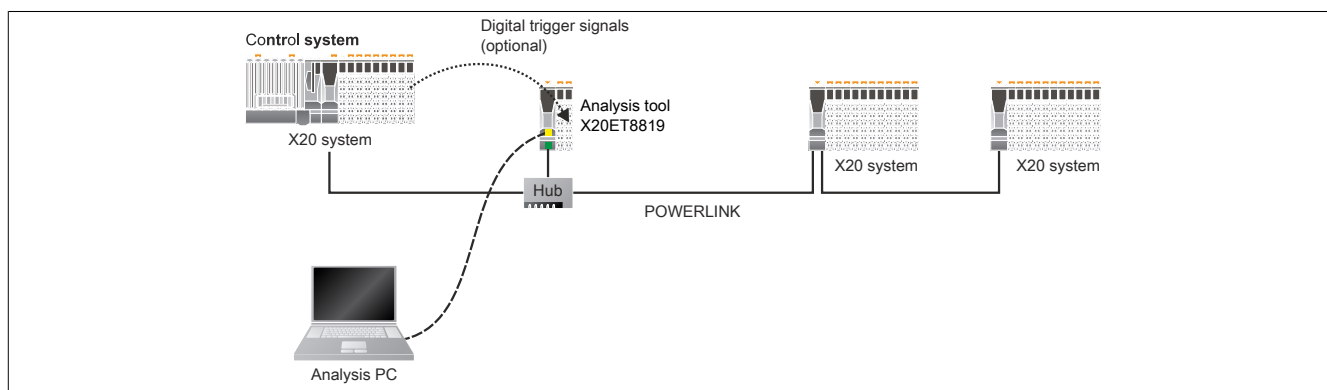 Digital trigger signals
(optional)
Control system
Analysis tool
X20ET8819
X20 system
X20 system
X20 system
Hub
POWERLINK
Analysis PC